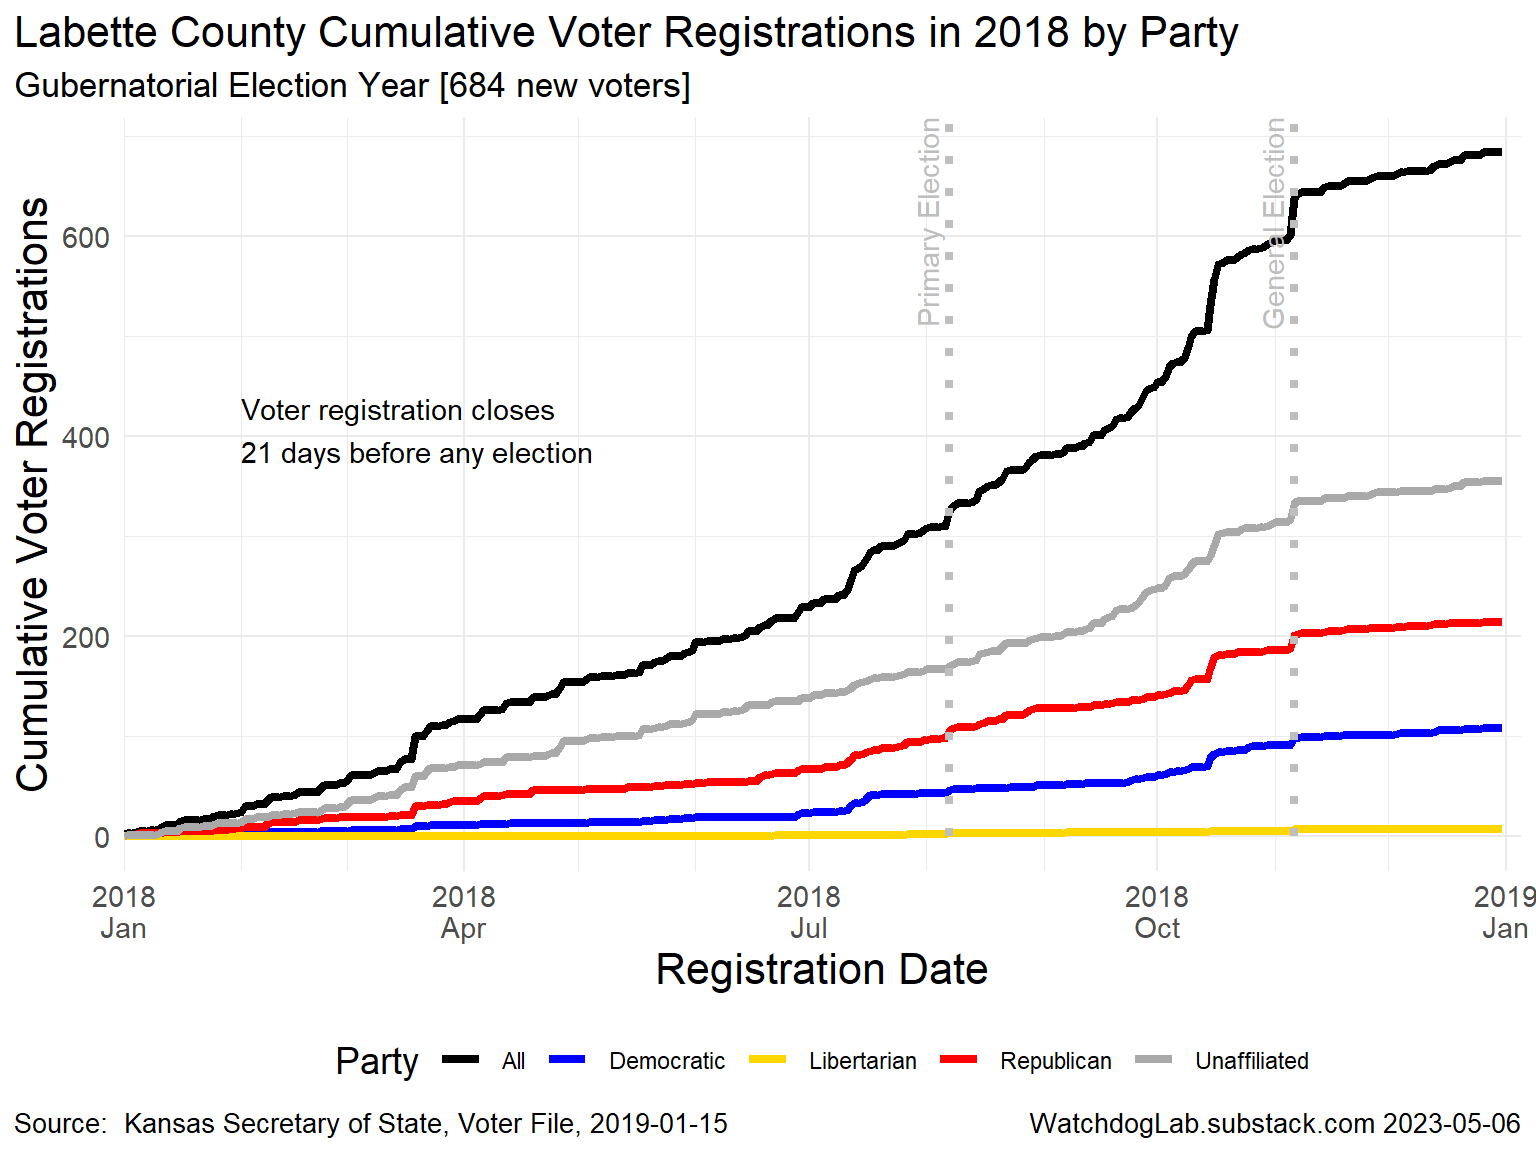 Labette County Cumulative Voter Registrations in 2018 by Party
Gubernatorial Election Year [684 new voters]
Cumulative Voter Registrations
600
400
200
0
Primary Election
General Election
Voter registration closes
21 days before any election
2018 2018 2018 2018 2019
Jan Apr Jul Oct Jan
Registration Date
Party All Democratic Libertarian Republican Unaffiliated
Source:  Kansas Secretary of State, Voter File, 2019-01-15
WatchdogLab.substack.com 2023-05-06